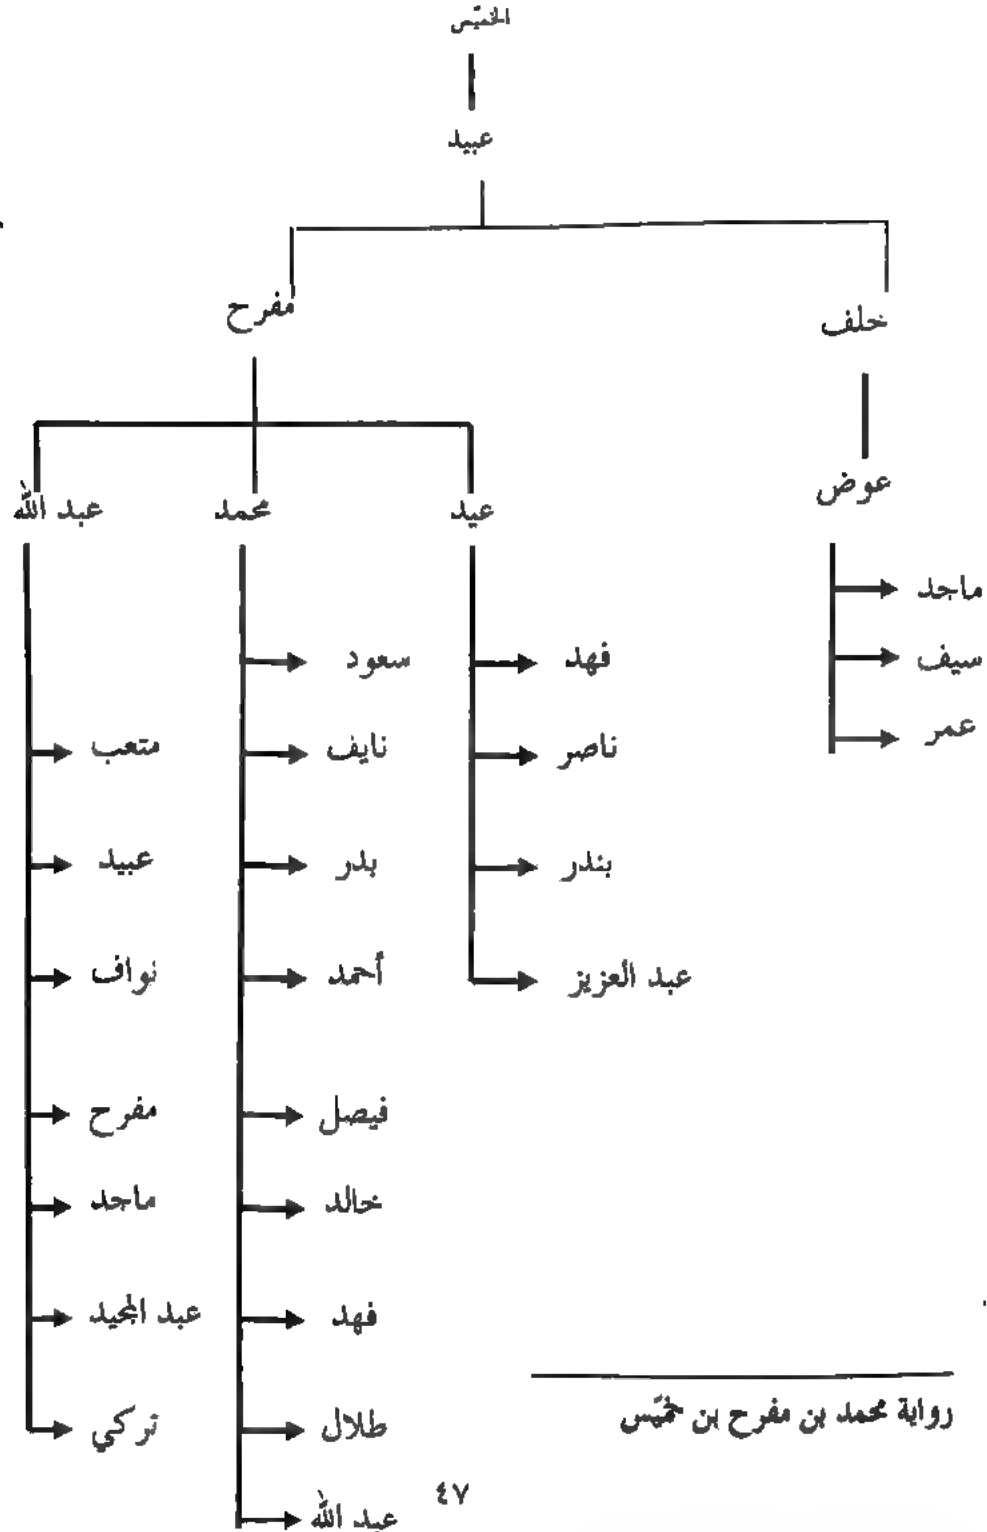 الخميّس
عبيد
خلف
مفرح
عوض
ماجد
سيف
عمر
عيد
فهد
ناصر
بندر
عبد العزيز
محمد
سعود
نايف
بدر
أحمد
فيصل
خالد
فهد
طلال
عبد الله
عبد الله
متعب
عبيد
نواف
مفرح
ماجد
عبد المجيد
تركي
رواية محمد بن مفرح بن خميّس
٤٧